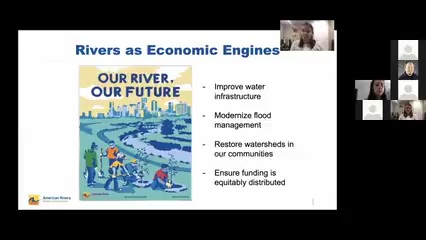 Rivers as Economic Engines
OUR RIVER,
OUR FUTURE
- Improve water
infrastructure
- Modernize flood
management
- Restore watersheds in
our communities
- Ensure funding is
equitably distributed
American Rivers